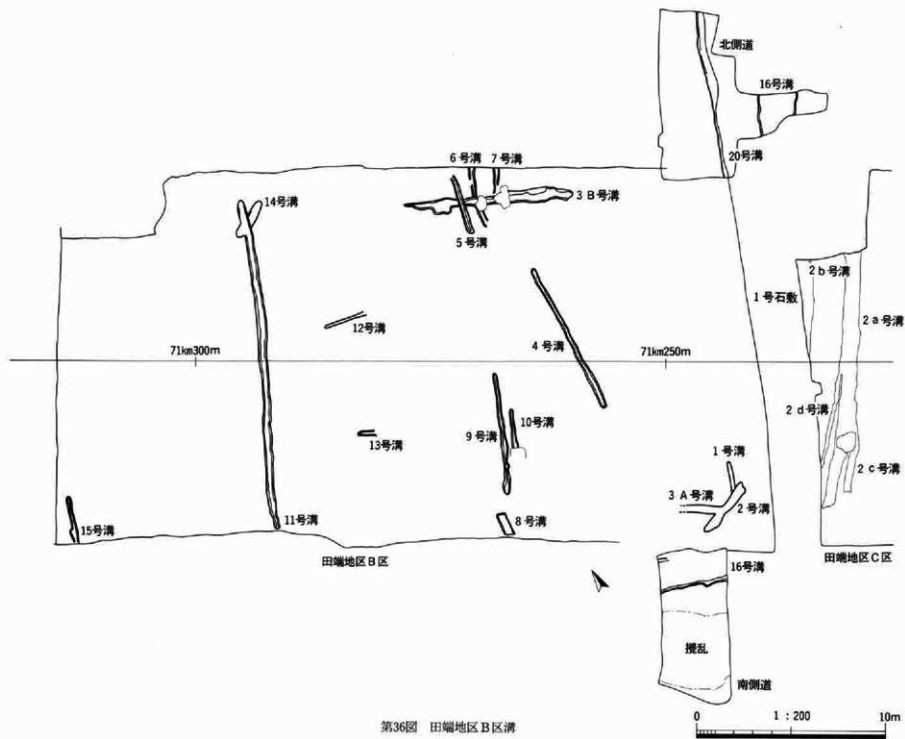 北側道
16号溝
6号溝 7号溝
20号溝
3B号溝
14号溝
5号溝
2b号溝
1号石敷
2a号溝
12号溝
4号溝
71km300m
71km250m
2d号溝
10号溝
13号溝
9号溝
1号溝
2c号溝
3A号溝
2号溝
15号溝
11号溝
8号溝
田端地区B区
16号溝
田端地区C区
攪乱
南側道
0 1:200 10m
第36図 田端地区B区溝